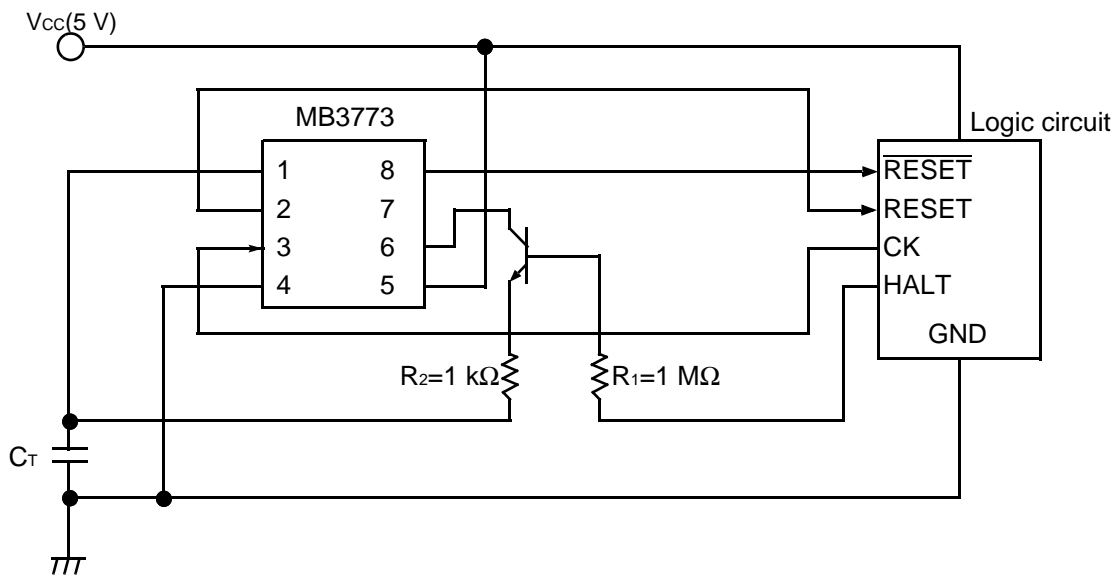 VCC(5 V)
MB3773
Logic circuit
1 8
2 7
3 6
4 5
RESET
RESET
CK
HALT
GND
R2=1 kΩ
R1=1 MΩ
CT